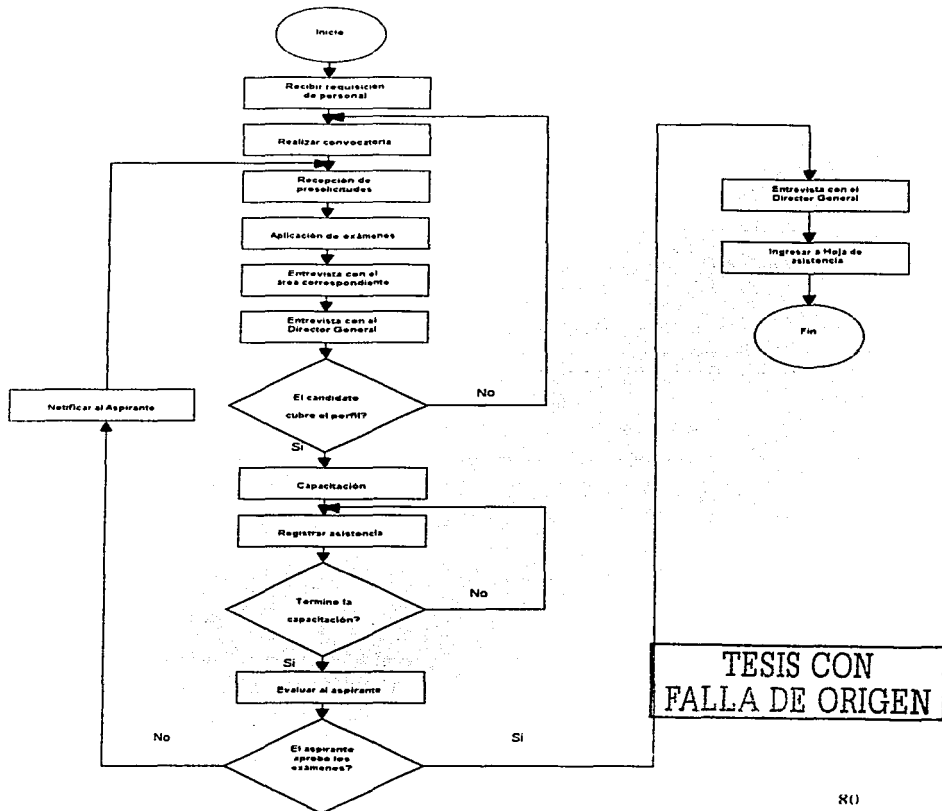 Inicio
Recibir requisición
de personal
Realizar convocatoria
Recepción de
presolicitudes
Aplicación de exámenes
Entrevista con el
área correspondiente
Entrevista con el
Director General
El candidato
cubre el perfil?
No
Si
Capacitación
Registrar asistencia
Termino la
capacitación?
No
Si
Evaluar al aspirante
El aspirante
aprobo los
exámenes?
No
Si
Notificar al Aspirante
Entrevista con el
Director General
Ingresar a Hoja de
asistencia
Fin
TESIS CON
FALLA DE ORIGEN
80